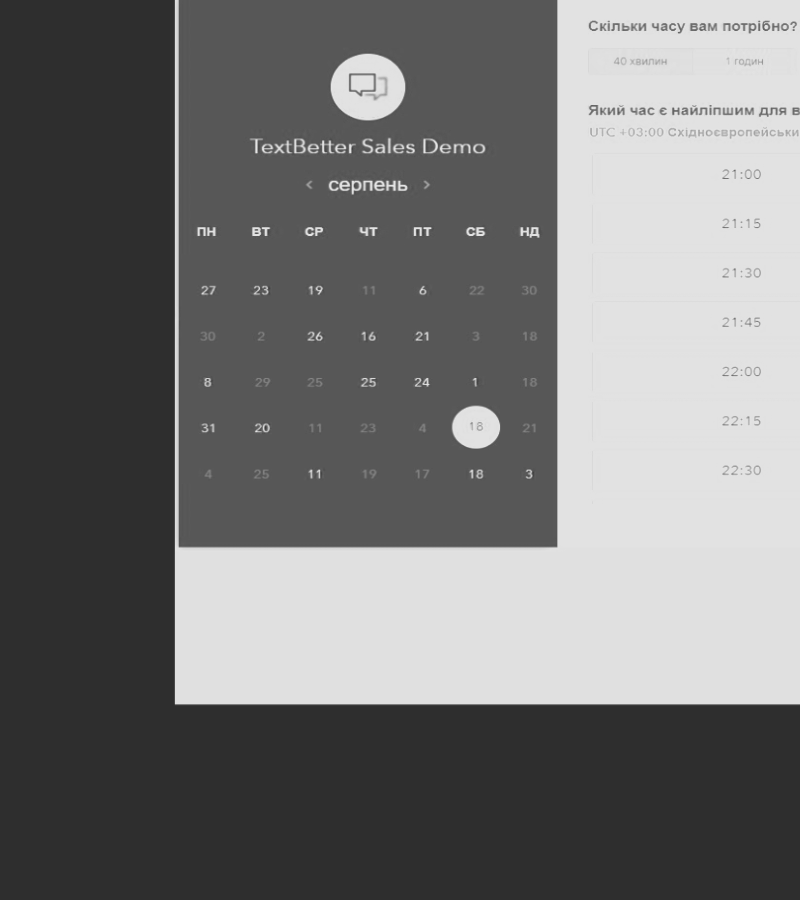 TextBetter Sales Demo
< серпень >
ПН ВТ СР ЧТ ПТ СБ НД
27 23 19 11 6 22 30
30 2 26 16 21 3 18
8 29 25 25 24 1 18
31 20 11 23 4 18 21
4 25 11 19 17 18 3
Скільки часу вам потрібно?
40 хвилин 1 годин
Який час є найліпшим для в
UTC +03:00 Східноєвропейськи
21:00
21:15
21:30
21:45
22:00
22:15
22:30